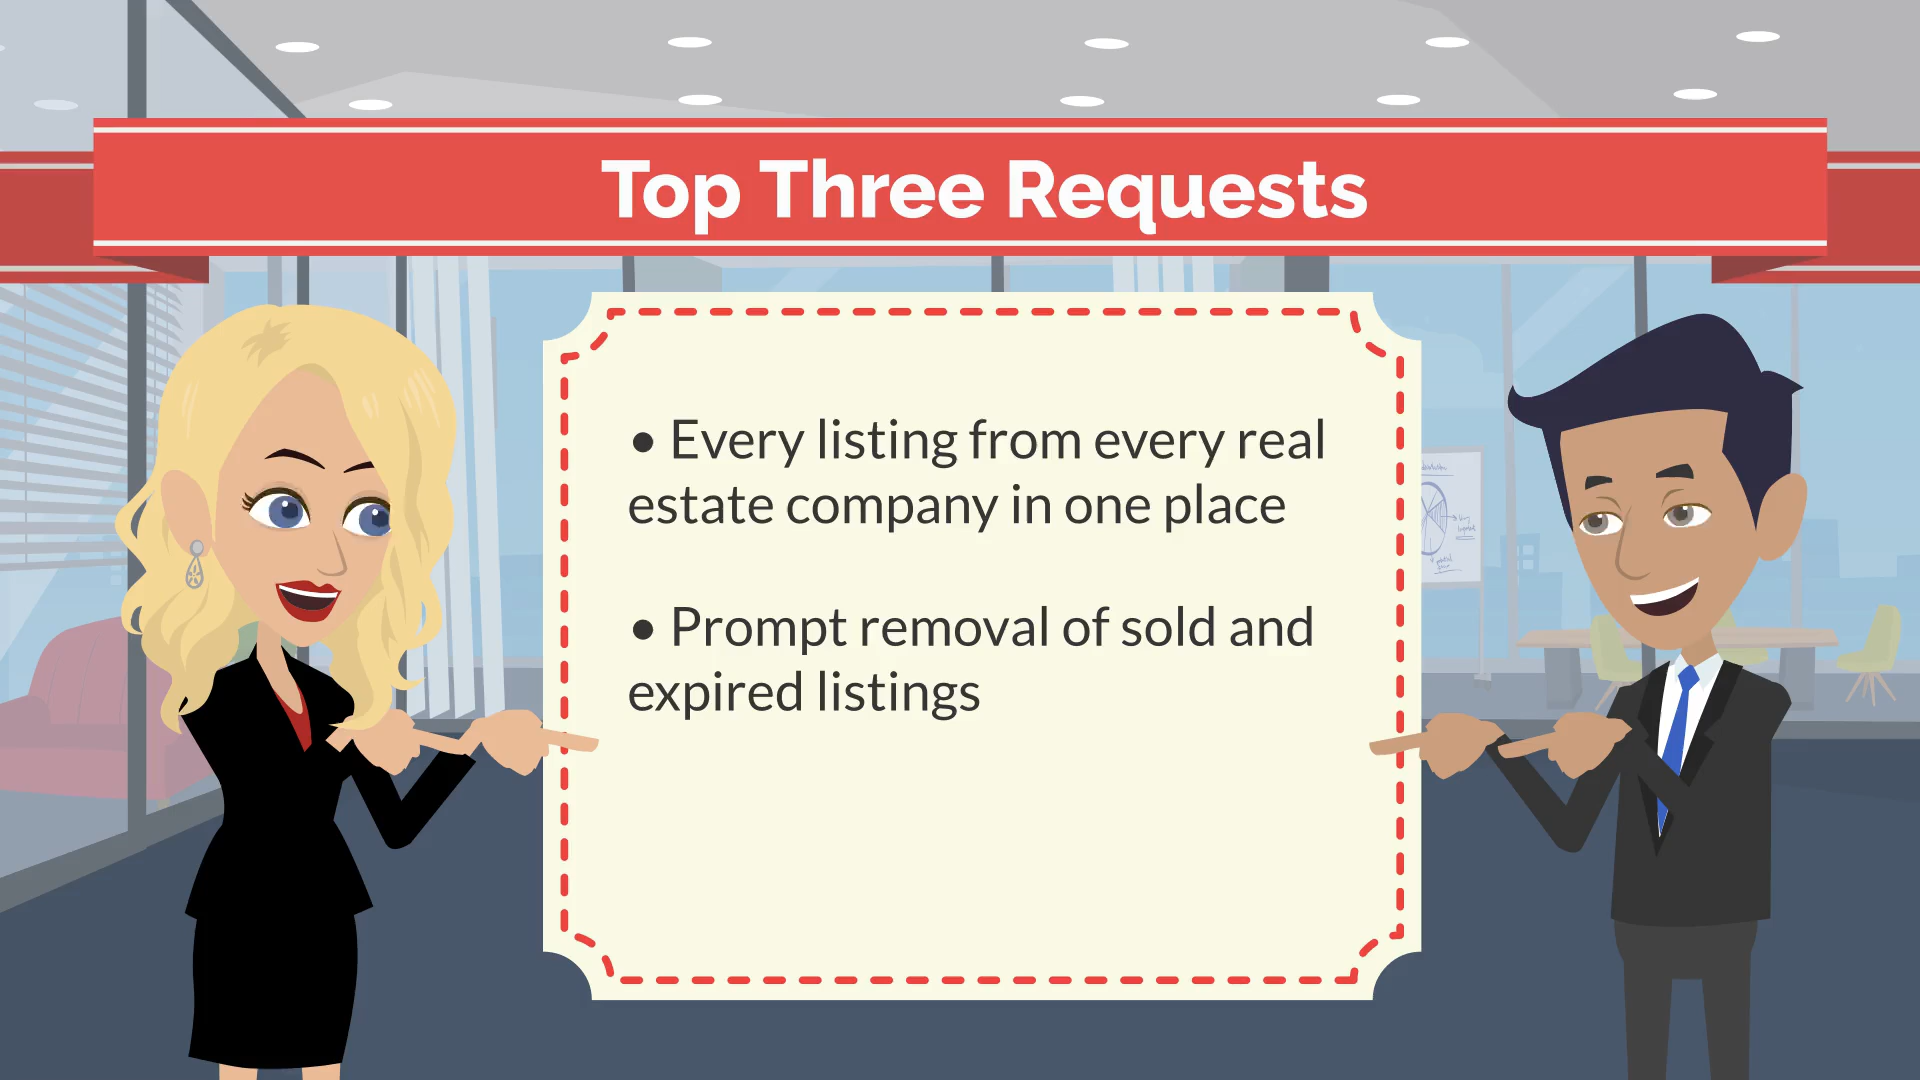 Top Three Requests
• Every listing from every real
estate company in one place
• Prompt removal of sold and
expired listings